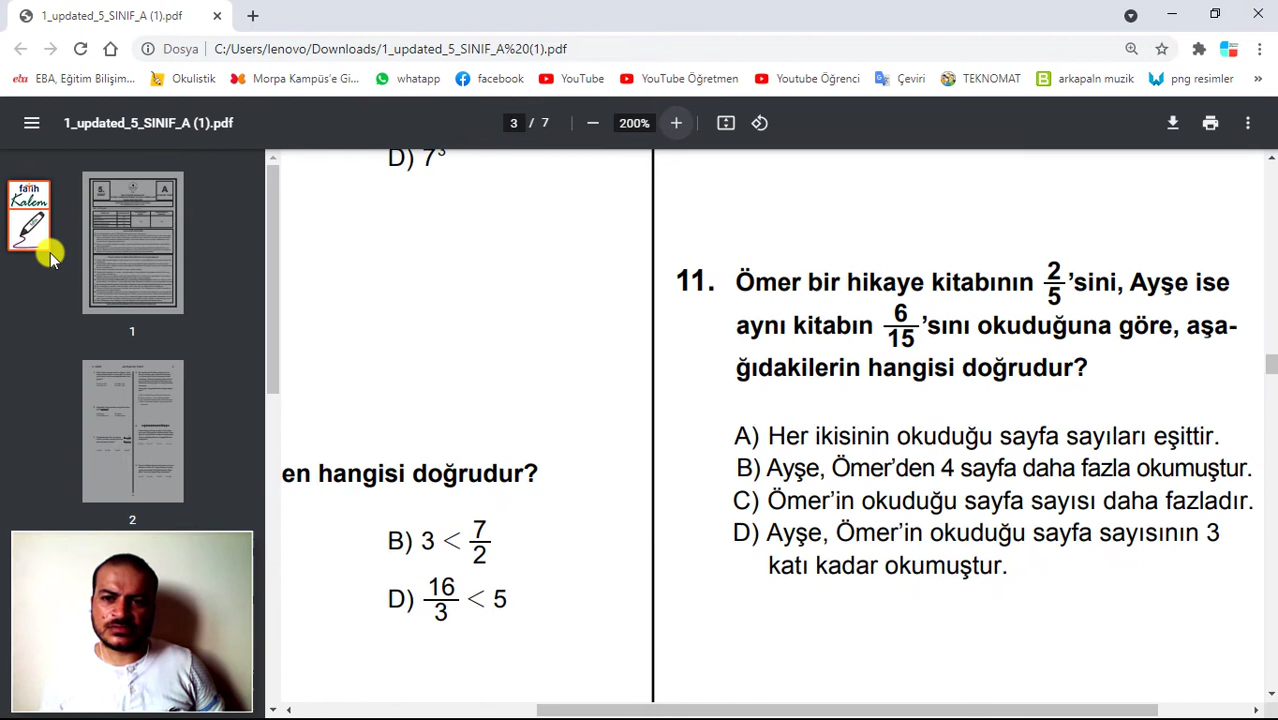 1_updated_5_SINIF_A (1).pdf
Dosya
C:/Users/lenovo/Downloads/1_updated_5_SINIF_A%20(1).pdf
eba EBA, Eğitim Bilişim...
Okulistik
Morpa Kampüs'e Gi...
whatapp
facebook
YouTube
YouTube Öğretmen
Youtube Öğrenci
Çeviri
TEKNOMAT
arkapaln muzik
png resimler
1_updated_5_SINIF_A (1).pdf
3 / 7
200%
fatih
Kalem
5.
A
1
2
D) 7³
en hangisi doğrudur?
B) 3 < 7/2
D) 16/3 < 5
11. Ömer bir hikaye kitabının 2/5 'sini, Ayşe ise
aynı kitabın 6/15 'sını okuduğuna göre, aşa-
ğıdakilerin hangisi doğrudur?
A) Her ikisinin okuduğu sayfa sayıları eşittir.
B) Ayşe, Ömer'den 4 sayfa daha fazla okumuştur.
C) Ömer'in okuduğu sayfa sayısı daha fazladır.
D) Ayşe, Ömer'in okuduğu sayfa sayısının 3
katı kadar okumuştur.